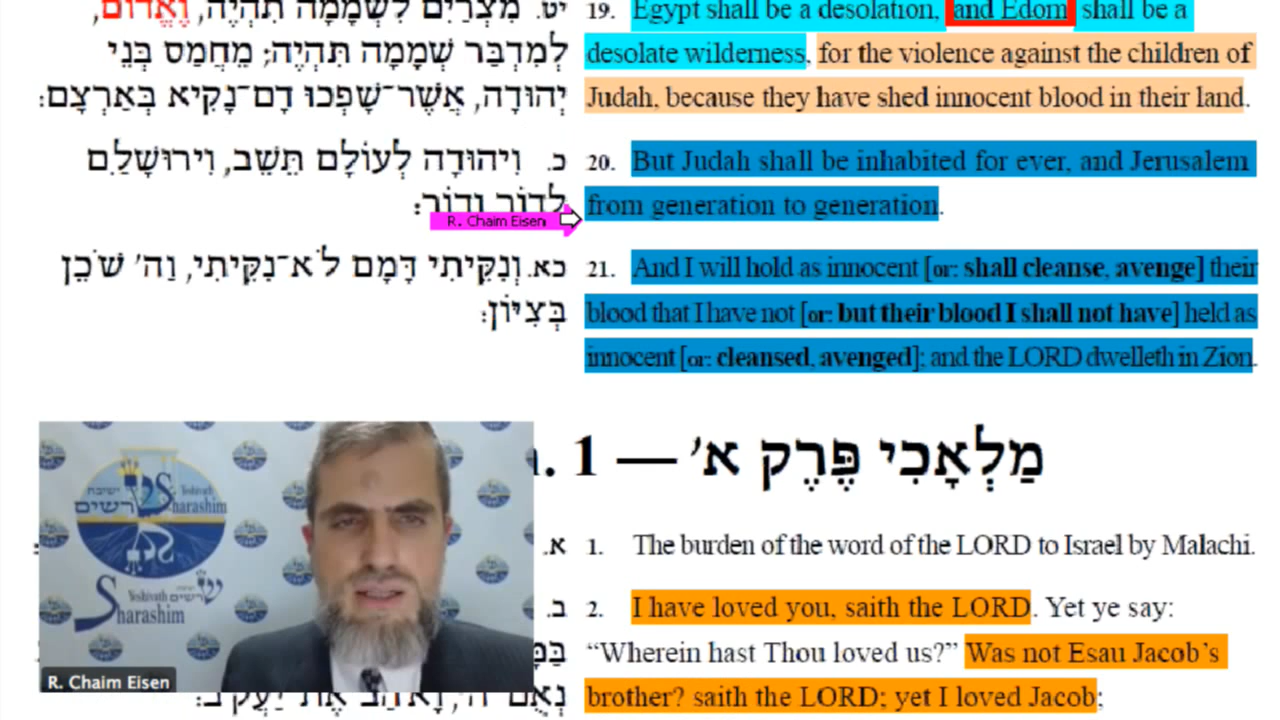 יט. מִצְרַיִם לִשְׁמָמָה תִהְיֶה, וֶאֱדוֹם,
לְמִדְבַּר שְׁמָמָה תִּהְיֶה; מֵחֲמַס בְּנֵי
יְהוּדָה, אֲשֶׁר־שָׁפְכוּ דָם־נָקִיא בְּאַרְצָם:
19. Egypt shall be a desolation, and Edom shall be a
desolate wilderness, for the violence against the children of
Judah, because they have shed innocent blood in their land.
כ. וִיהוּדָה לְעוֹלָם תֵּשֵׁב, וִירוּשָׁלִַם
לְדוֹר וָדוֹר:
20. But Judah shall be inhabited for ever, and Jerusalem
from generation to generation.
R. Chaim Eisen
כא. וְנִקֵּיתִי דָּמָם לֹא־נִקֵּיתִי, וַה' שֹׁכֵן
בְּצִיּוֹן:
21. And I will hold as innocent [or: shall cleanse, avenge] their
blood that I have not [or: but their blood I shall not have] held as
innocent [or: cleansed, avenged]; and the LORD dwelleth in Zion.
מַלְאָכִי פֶּרֶק א' — 1.
א.
1. The burden of the word of the LORD to Israel by Malachi.
ב.
2. I have loved you, saith the LORD. Yet ye say:
“Wherein hast Thou loved us?” Was not Esau Jacob’s
נְאֻם ה', וָאֹהַב אֶת יַעֲקֹב:
brother? saith the LORD; yet I loved Jacob;
ישיבת
שרשים
Yeshivath
Sharashim
Yeshivath
Sharashim
R. Chaim Eisen